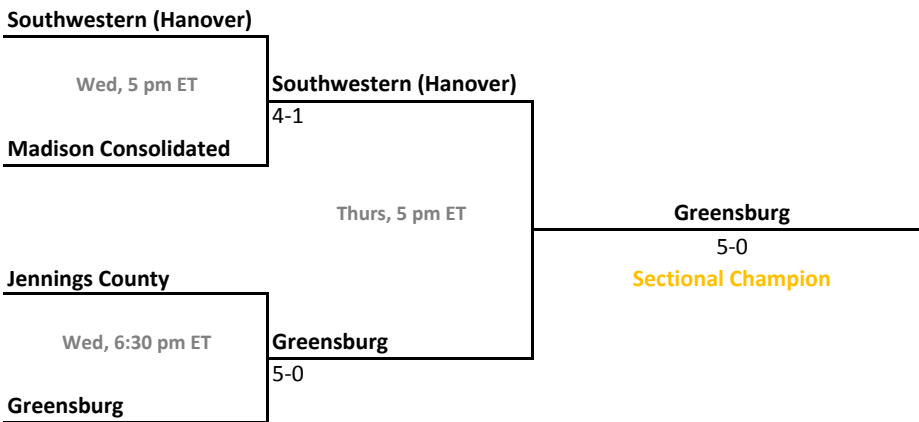 Southwestern (Hanover)
Wed, 5 pm ET
Southwestern (Hanover)
4-1
Madison Consolidated
Thurs, 5 pm ET
Greensburg
5-0
Sectional Champion
Jennings County
Wed, 6:30 pm ET
Greensburg
5-0
Greensburg